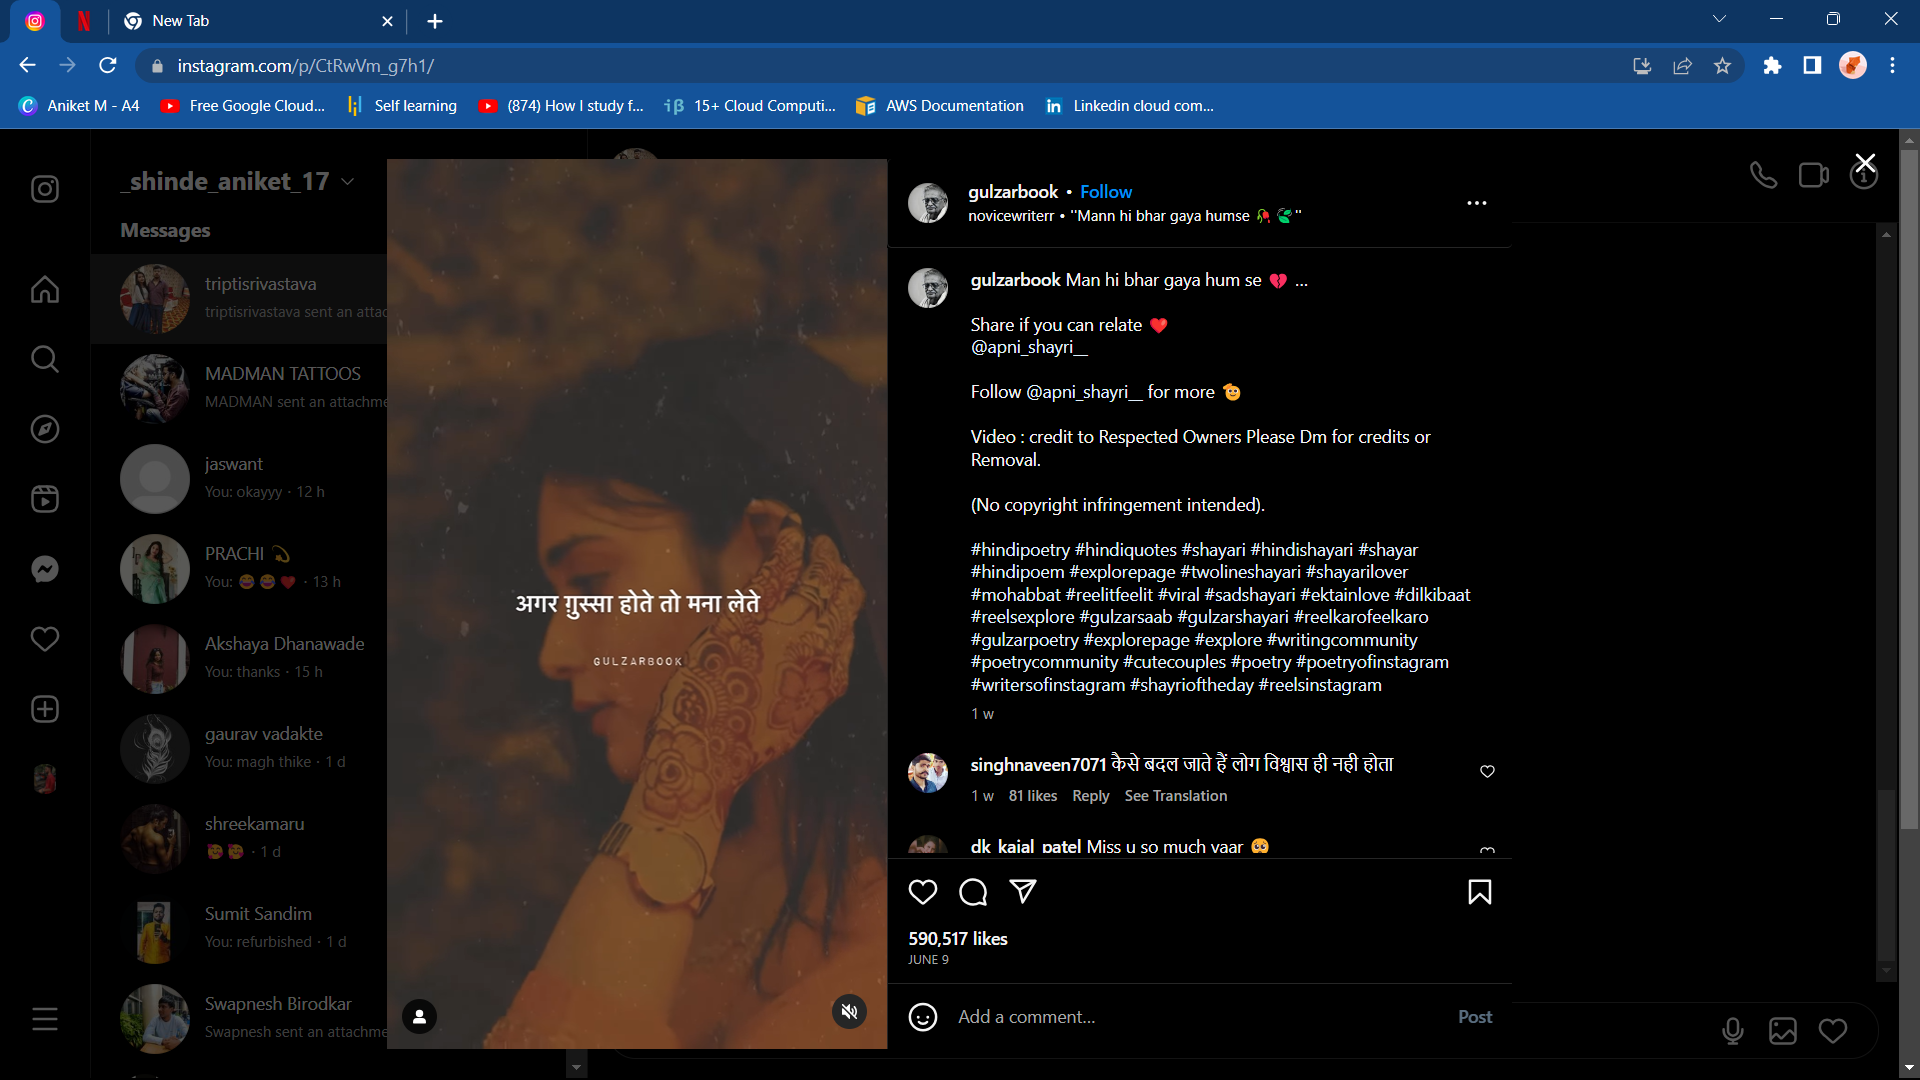 New Tab
instagram.com/p/CtRwVm_g7h1/
Aniket M - A4
Free Google Cloud...
Self learning
(874) How I study f...
15+ Cloud Computi...
AWS Documentation
Linkedin cloud com...
_shinde_aniket_17
Messages
triptisrivastava
triptisrivastava sent an attac
MADMAN TATTOOS
MADMAN sent an attachme
jaswant
You: okayyy · 12 h
PRACHI 💫
You: 😂😂❤️ · 13 h
Akshaya Dhanawade
You: thanks · 15 h
gaurav vadakte
You: magh thike · 1 d
shreekamaru
🥰🥰 · 1 d
Sumit Sandim
You: refurbished · 1 d
Swapnesh Birodkar
Swapnesh sent an attachme
अगर ग़ुस्सा होते तो मना लेते
GULZARBOOK
gulzarbook • Follow
novicewriterr • "Mann hi bhar gaya humse 🥀🍃"
gulzarbook Man hi bhar gaya hum se 💔 ...
Share if you can relate ❤️
@apni_shayri__
Follow @apni_shayri__ for more 🫡
Video : credit to Respected Owners Please Dm for credits or
Removal.
(No copyright infringement intended).
#hindipoetry #hindiquotes #shayari #hindishayari #shayar
#hindipoem #explorepage #twolineshayari #shayarilover
#mohabbat #reelitfeelit #viral #sadshayari #ektainlove #dilkibaat
#reelsexplore #gulzarsaab #gulzarshayari #reelkarofeelkaro
#gulzarpoetry #explorepage #explore #writingcommunity
#poetrycommunity #cutecouples #poetry #poetryofinstagram
#writersofinstagram #shayrioftheday #reelsinstagram
1 w
singhnaveen7071 कैसे बदल जाते हैं लोग विश्वास ही नही होता
1 w 81 likes Reply See Translation
dk_kajal_patel Miss u so much yaar 🥺
590,517 likes
JUNE 9
Add a comment...
Post